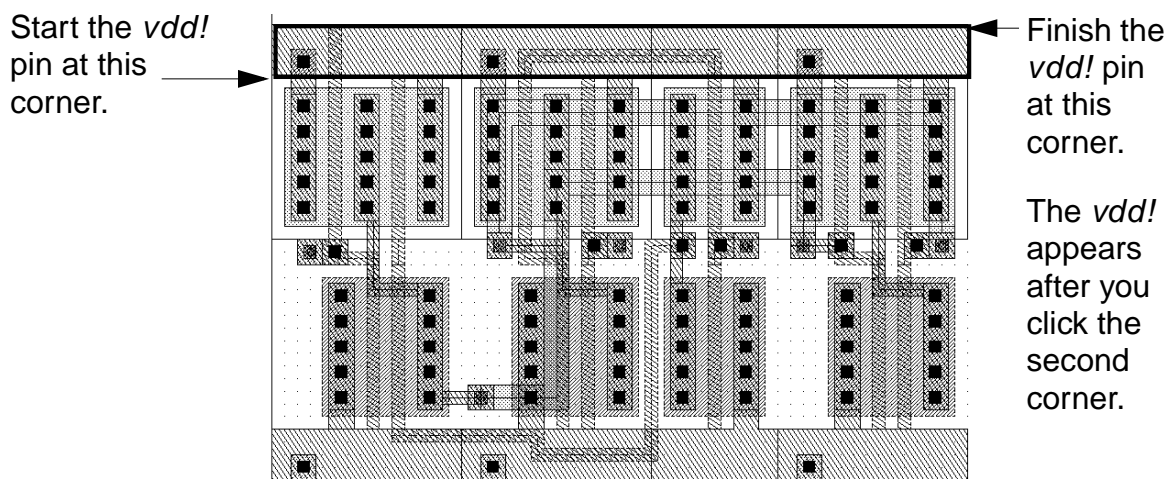 Start the vdd!
pin at this
corner.
Finish the
vdd! pin
at this
corner.
The vdd!
appears
after you
click the
second
corner.